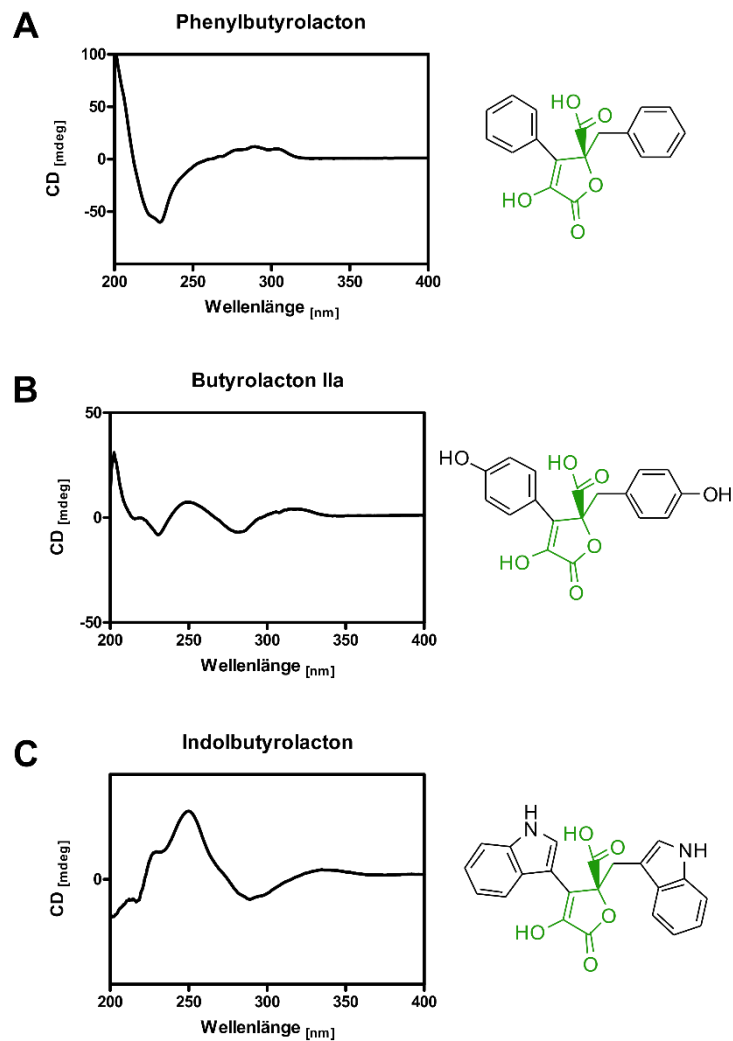 A
Phenylbutyrolacton
100
50
0
-50
CD [mdeg]
200
250
300
350
400
Wellenlänge [nm]
HO
O
O
HO
O
B
Butyrolacton IIa
50
0
-50
CD [mdeg]
200
250
300
350
400
Wellenlänge [nm]
HO
HO
O
OH
O
HO
O
C
Indolbutyrolacton
0
CD [mdeg]
200
250
300
350
400
Wellenlänge [nm]
H
N
HO
O
NH
O
HO
O